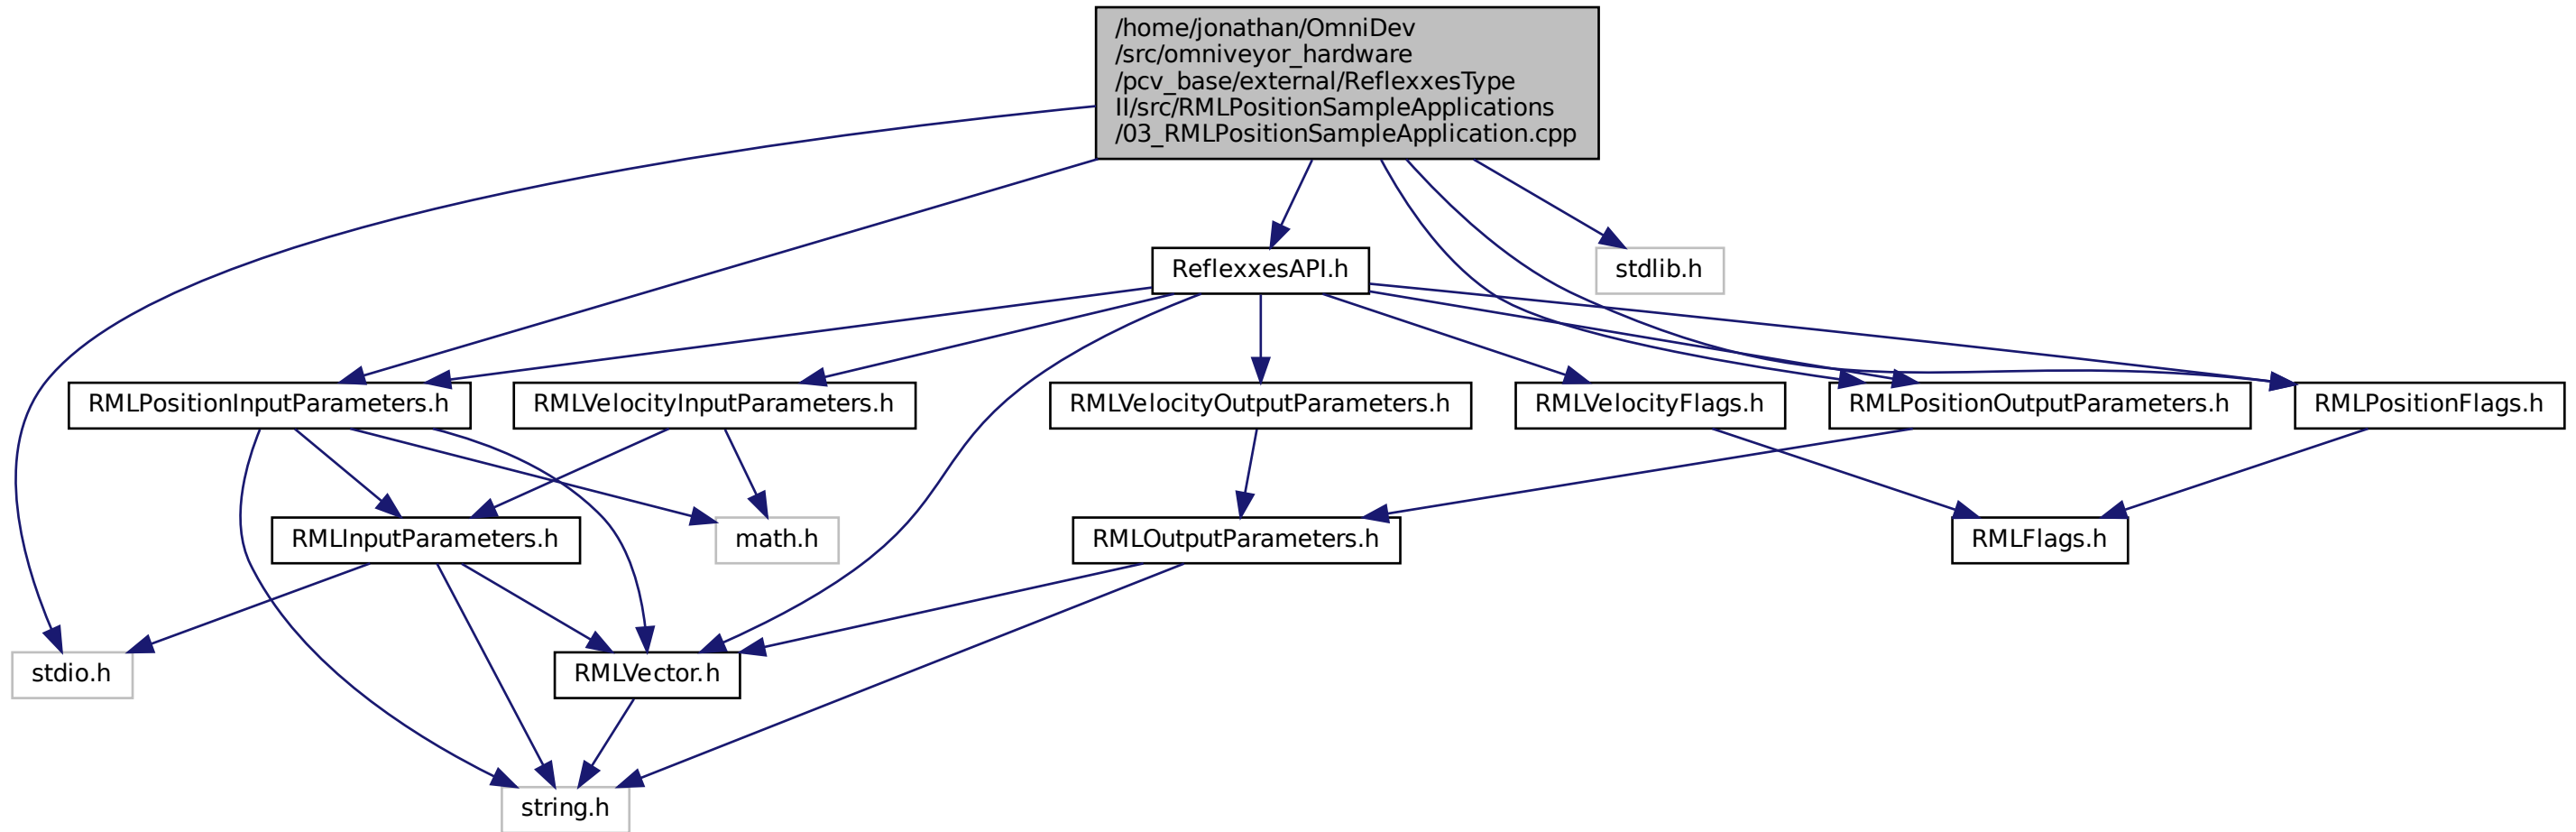 /home/jonathan/OmniDev
/src/omniveyor_hardware
/pcv_base/external/ReflexxesType
II/src/RMLPositionSampleApplications
/03_RMLPositionSampleApplication.cpp
ReflexxesAPI.h
stdlib.h
RMLPositionInputParameters.h
RMLVelocityInputParameters.h
RMLVelocityOutputParameters.h
RMLVelocityFlags.h
RMLPositionOutputParameters.h
RMLPositionFlags.h
RMLInputParameters.h
math.h
RMLOutputParameters.h
RMLFlags.h
stdio.h
RMLVector.h
string.h